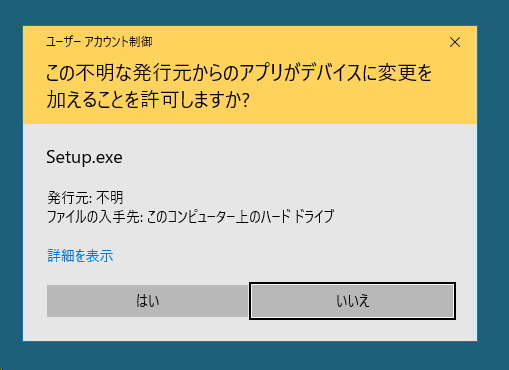 ユーザー アカウント制御
この不明な発行元からのアプリがデバイスに変更を
加えることを許可しますか?
Setup.exe
発行元: 不明
ファイルの入手先: このコンピューター上のハード ドライブ
詳細を表示
はい
いいえ